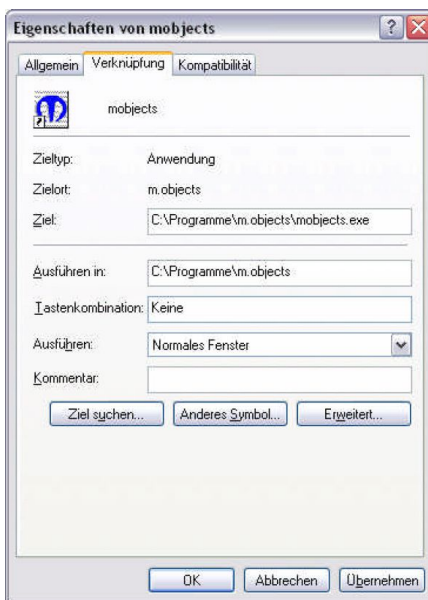 Eigenschaften von mobjects
Allgemein Verknüpfung Kompatibilität
mobjects
Zieltyp: Anwendung
Zielort: m.objects
Ziel: C:\Programme\m.objects\mobjects.exe
Ausführen in: C:\Programme\m.objects
Tastenkombination: Keine
Ausführen: Normales Fenster
Kommentar:
Ziel suchen... Anderes Symbol... Erweitert...
OK Abbrechen Übernehmen